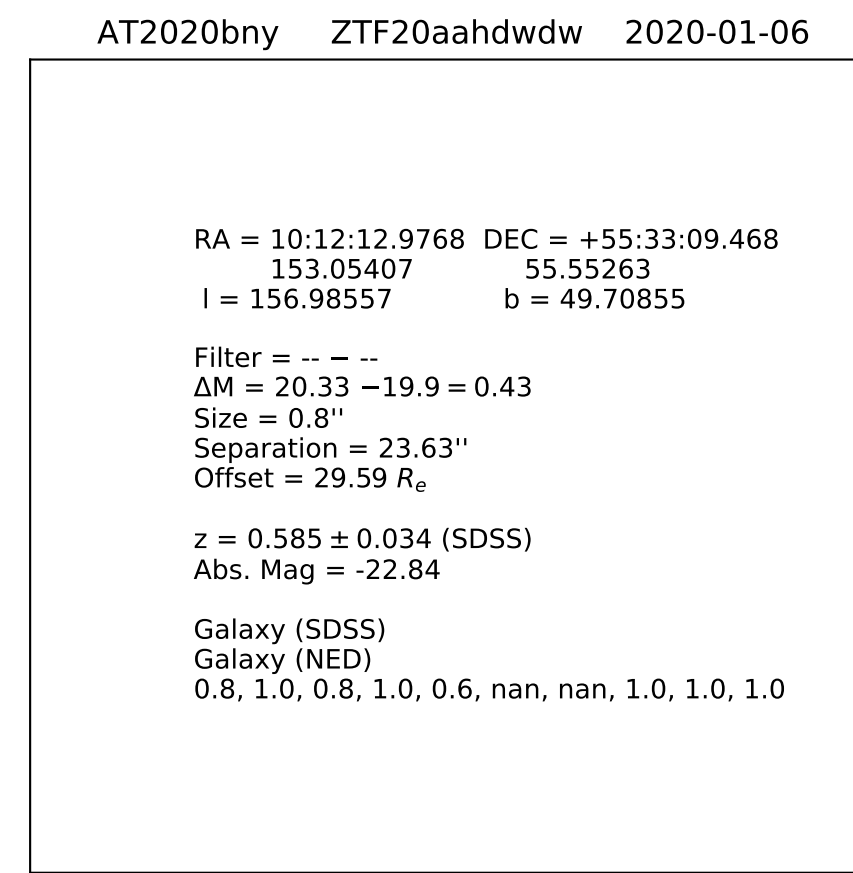 AT2020bny ZTF20aahdwdw 2020-01-06
RA = 10:12:12.9768 DEC = +55:33:09.468
153.05407 55.55263
l = 156.98557 b = 49.70855
Filter = -- − --
ΔM = 20.33 −19.9 = 0.43
Size = 0.8''
Separation = 23.63''
Offset = 29.59 Rₑ
z = 0.585 ± 0.034 (SDSS)
Abs. Mag = -22.84
Galaxy (SDSS)
Galaxy (NED)
0.8, 1.0, 0.8, 1.0, 0.6, nan, nan, 1.0, 1.0, 1.0